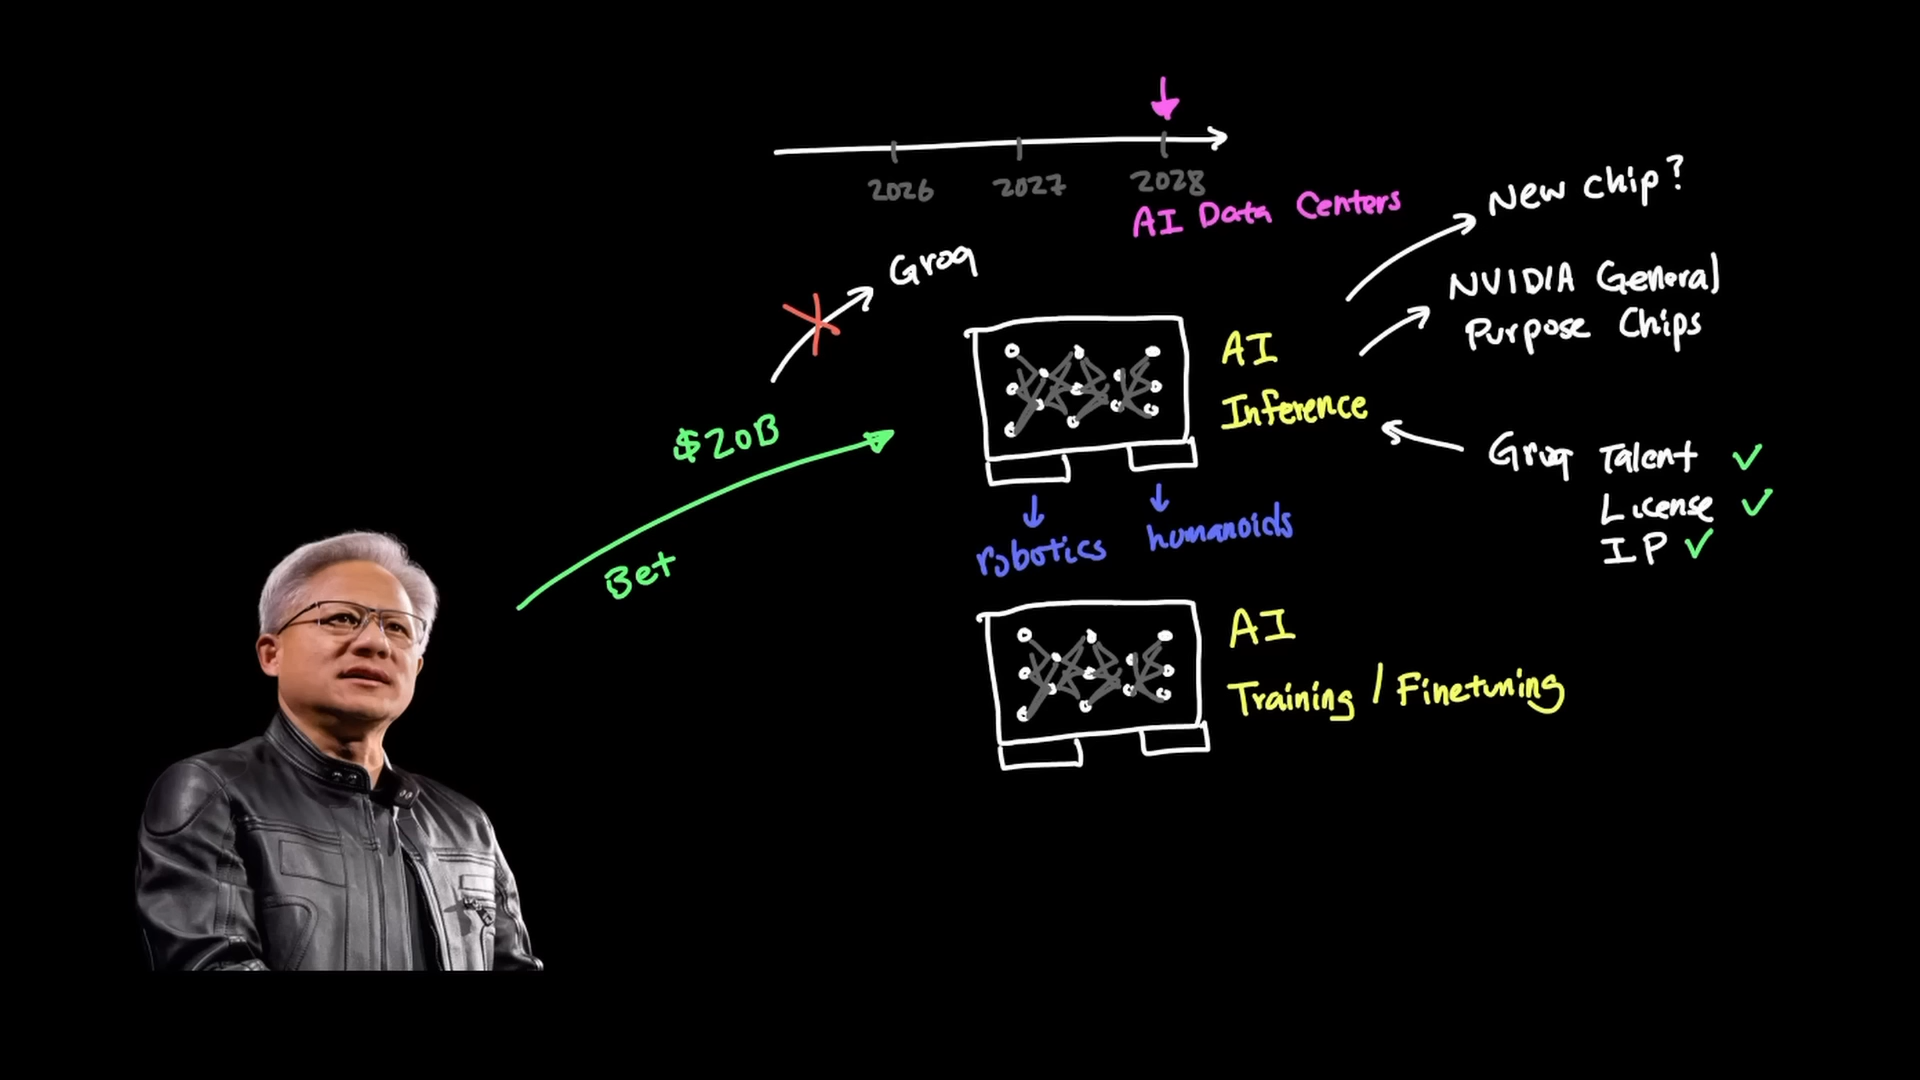 2026 2027 2028
AI Data Centers
New chip?
Groq
NVIDIA General
Purpose Chips
AI
Inference
$20B
Bet
Groq Talent ✓
License ✓
IP ✓
robotics humanoids
AI
Training / Finetuning